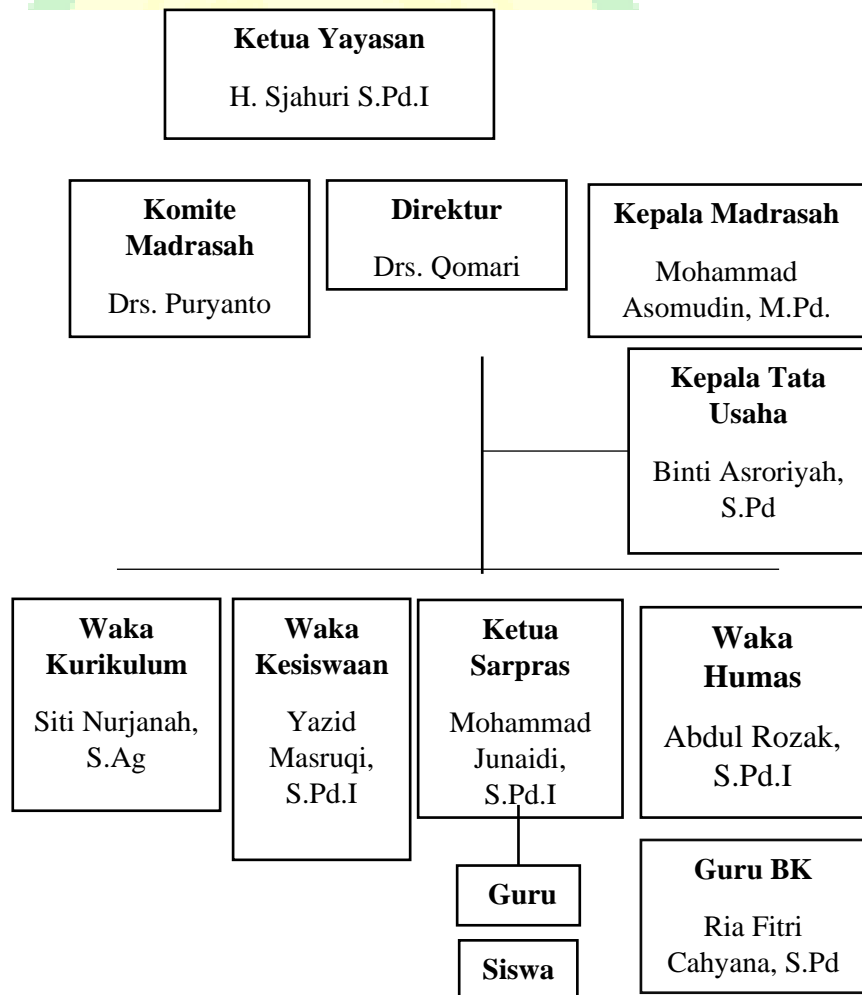 Ketua Yayasan
H. Sjahuri S.Pd.I
Komite
Madrasah
Drs. Puryanto
Direktur
Drs. Qomari
Kepala Madrasah
Mohammad
Asomudin, M.Pd.
Kepala Tata
Usaha
Binti Asroriyah,
S.Pd
Waka
Kurikulum
Siti Nurjanah,
S.Ag
Waka
Kesiswaan
Yazid
Masruqi,
S.Pd.I
Ketua
Sarpras
Mohammad
Junaidi,
S.Pd.I
Waka
Humas
Abdul Rozak,
S.Pd.I
Guru
Guru BK
Ria Fitri
Cahyana, S.Pd
Siswa